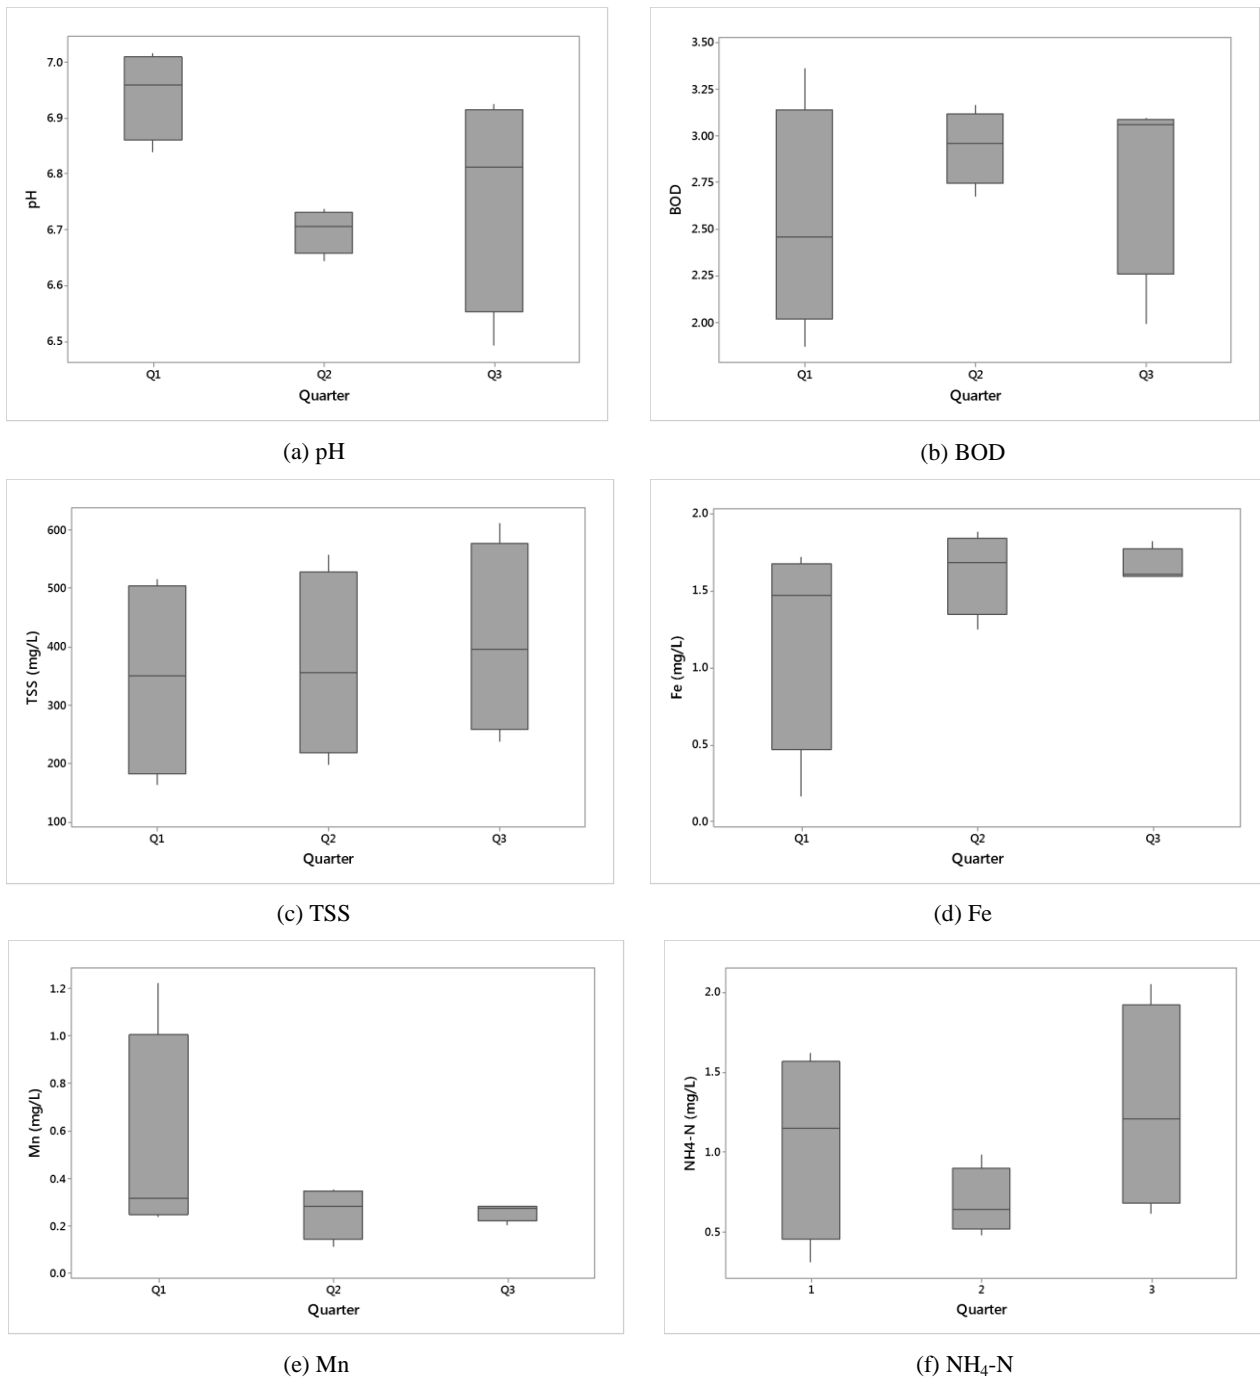 7.0
6.9
6.8
6.7
6.6
6.5
pH
Q1 Q2 Q3
Quarter
(a) pH
3.50
3.25
3.00
2.75
2.50
2.25
2.00
BOD
Q1 Q2 Q3
Quarter
(b) BOD
600
500
400
300
200
100
TSS (mg/L)
Q1 Q2 Q3
Quarter
(c) TSS
2.0
1.5
1.0
0.5
0.0
Fe (mg/L)
Q1 Q2 Q3
Quarter
(d) Fe
1.2
1.0
0.8
0.6
0.4
0.2
0.0
Mn (mg/L)
Q1 Q2 Q3
Quarter
(e) Mn
2.0
1.5
1.0
0.5
NH4-N (mg/L)
1 2 3
Quarter
(f) NH₄-N